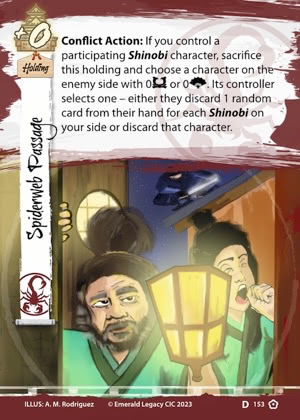 +0
Holding
Conflict Action: If you control a
participating Shinobi character, sacrifice
this holding and choose a character on the
enemy side with 0 or 0. Its controller
selects one – either they discard 1 random
card from their hand for each Shinobi on
your side or discard that character.
Spiderweb Passage
ILLUS: A. M. Rodriguez © Emerald Legacy CIC 2023 D 153